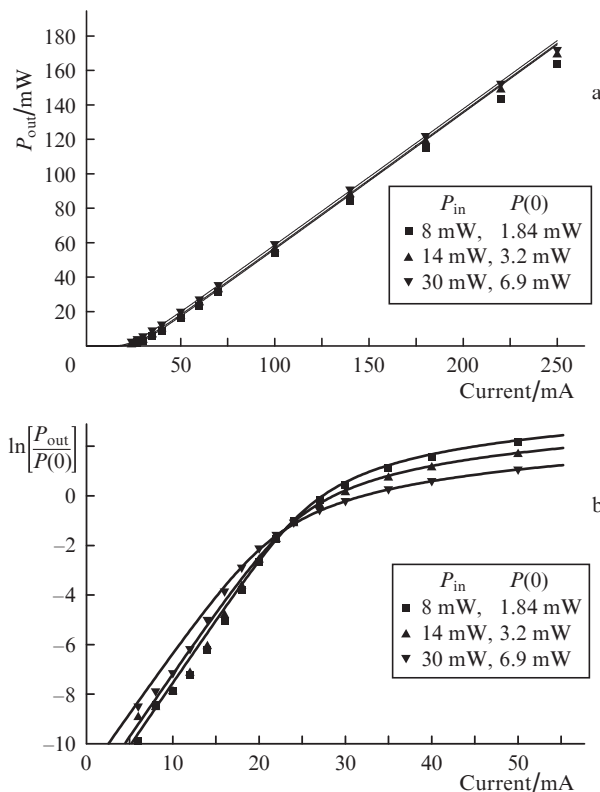 180
160
140
120
100
80
60
40
20
0
P_out/mW
50
100
150
200
250
Current/mA
a
P_in P(0)
■ 8 mW, 1.84 mW
▲ 14 mW, 3.2 mW
▼ 30 mW, 6.9 mW
ln[P_out/P(0)]
0
−2
−4
−6
−8
−10
0
10
20
30
40
50
Current/mA
b
P_in P(0)
■ 8 mW, 1.84 mW
▲ 14 mW, 3.2 mW
▼ 30 mW, 6.9 mW